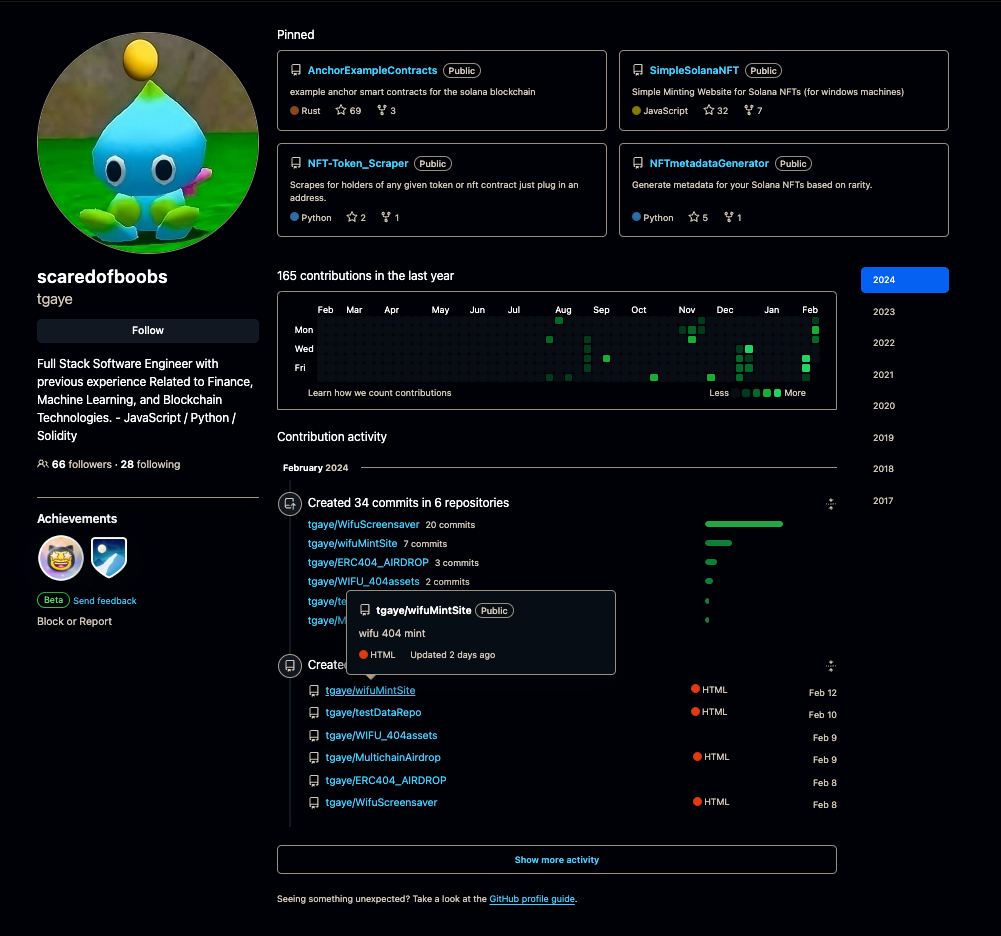 Pinned
AnchorExampleContracts Public
example anchor smart contracts for the solana blockchain
Rust 69 3
SimpleSolanaNFT Public
Simple Minting Website for Solana NFTs (for windows machines)
JavaScript 32 7
NFT-Token_Scraper Public
Scrapes for holders of any given token or nft contract just plug in an
address.
Python 2 1
NFTmetadataGenerator Public
Generate metadata for your Solana NFTs based on rarity.
Python 5 1
scaredofboobs
tgaye
Follow
Full Stack Software Engineer with
previous experience Related to Finance,
Machine Learning, and Blockchain
Technologies. - JavaScript / Python /
Solidity
66 followers · 28 following
Achievements
Beta Send feedback
Block or Report
165 contributions in the last year
Feb Mar Apr May Jun Jul Aug Sep Oct Nov Dec Jan Feb
Mon
Wed
Fri
Learn how we count contributions
Less More
2024
2023
2022
2021
2020
2019
2018
2017
Contribution activity
February 2024
Created 34 commits in 6 repositories
tgaye/WifuScreensaver 20 commits
tgaye/wifuMintSite 7 commits
tgaye/ERC404_AIRDROP 3 commits
tgaye/WIFU_404assets 2 commits
tgaye/te
tgaye/M
tgaye/wifuMintSite Public
wifu 404 mint
HTML Updated 2 days ago
Create
tgaye/wifuMintSite HTML Feb 12
tgaye/testDataRepo HTML Feb 10
tgaye/WIFU_404assets Feb 9
tgaye/MultichainAirdrop HTML Feb 9
tgaye/ERC404_AIRDROP Feb 8
tgaye/WifuScreensaver HTML Feb 8
Show more activity
Seeing something unexpected? Take a look at the GitHub profile guide.